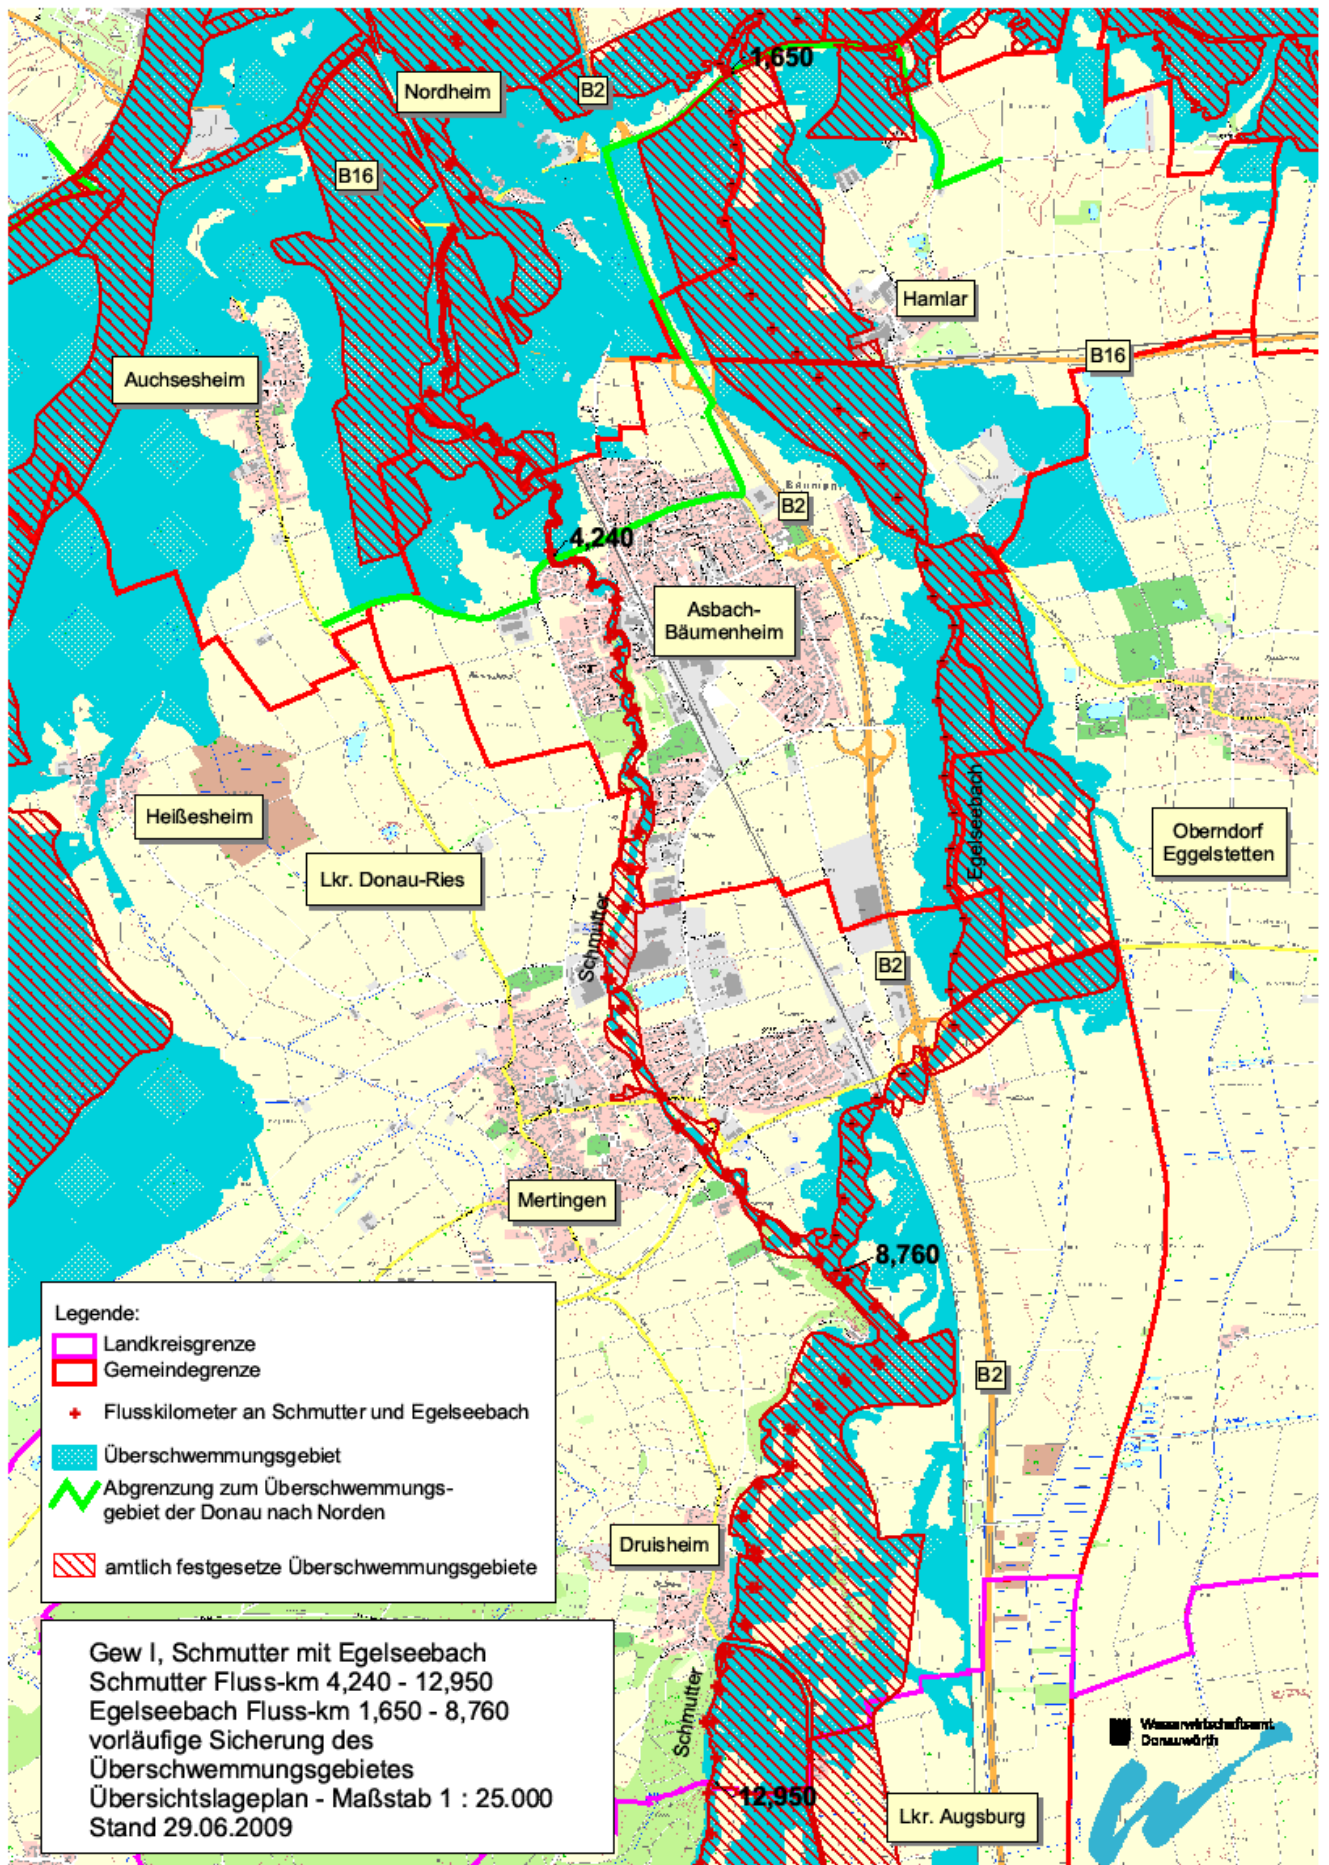 1,650
Nordheim
B2
B16
Hamlar
B16
Auchsesheim
B2
4,240
Asbach-
Bäumenheim
Egelseebach
Heißesheim
Oberndorf
Eggelstetten
Lkr. Donau-Ries
Schmutter
B2
Mertingen
8,760
B2
Legende:
Landkreisgrenze
Gemeindegrenze
Flusskilometer an Schmutter und Egelseebach
Überschwemmungsgebiet
Abgrenzung zum Überschwemmungs-
gebiet der Donau nach Norden
amtlich festgesetze Überschwemmungsgebiete
Druisheim
Gew I, Schmutter mit Egelseebach
Schmutter Fluss-km 4,240 - 12,950
Egelseebach Fluss-km 1,650 - 8,760
vorläufige Sicherung des
Überschwemmungsgebietes
Übersichtslageplan - Maßstab 1 : 25.000
Stand 29.06.2009
Schmutter
Wasserwirtschaftsamt
Donauwörth
12,950
Lkr. Augsburg